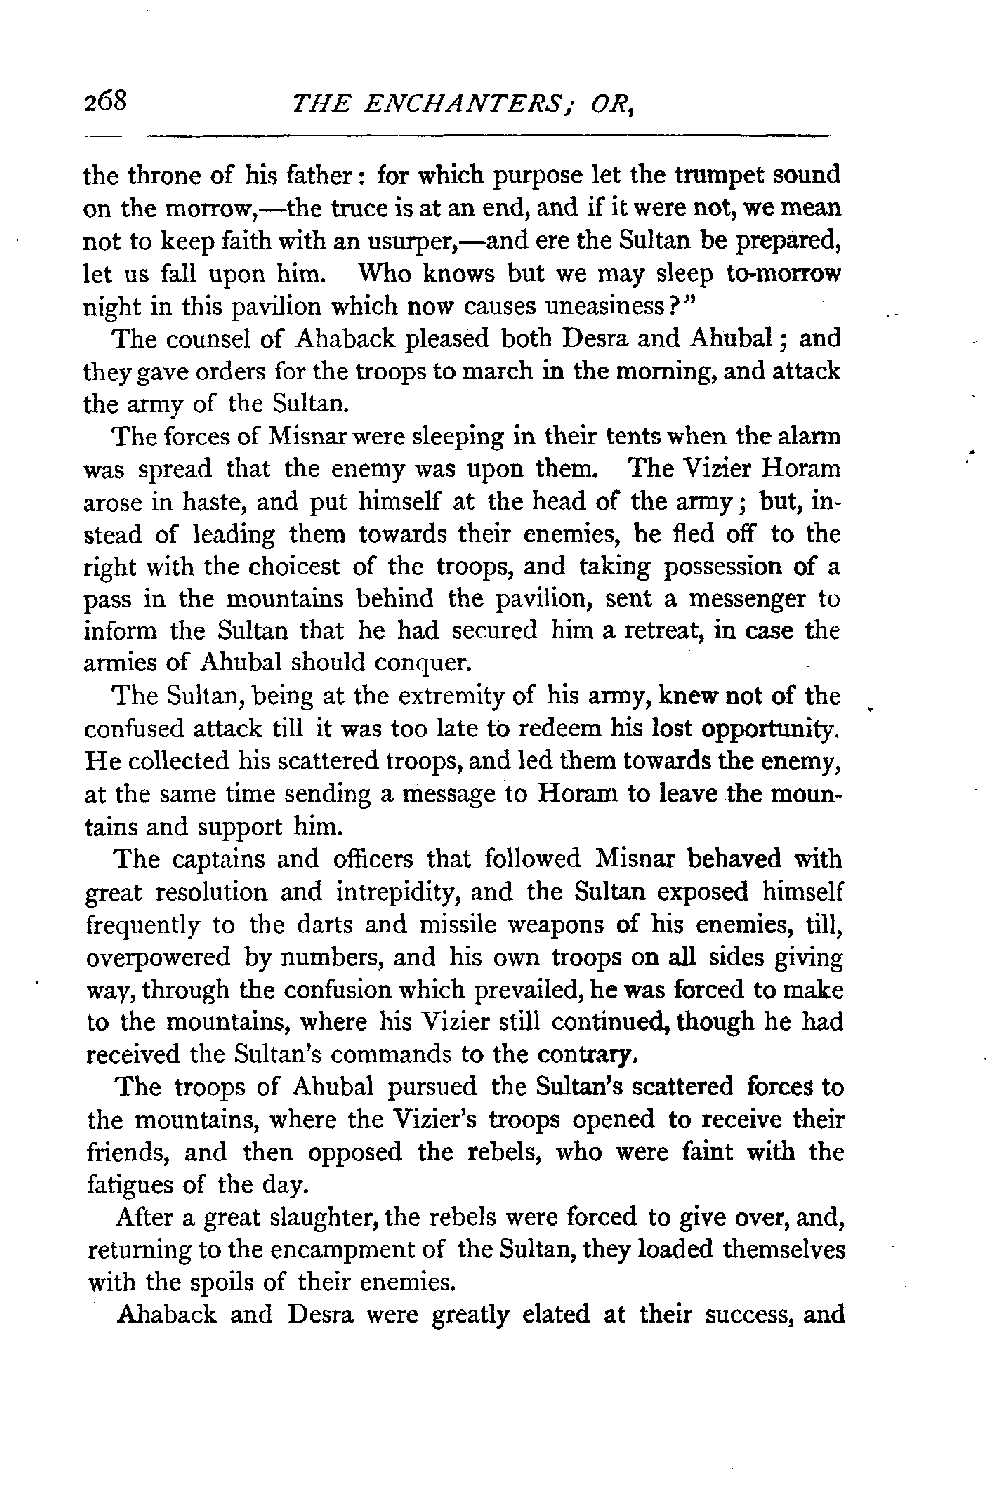 268 THE ENCHANTERS; OR,
the throne of his father: for which purpose let the trumpet sound
on the morrow,—the truce is at an end, and if it were not, we mean
not to keep faith with an usurper,—and ere the Sultan be prepared,
let us fall upon him. Who knows but we may sleep to-morrow
night in this pavilion which now causes uneasiness?"
The counsel of Ahaback pleased both Desra and Ahubal; and
they gave orders for the troops to march in the morning, and attack
the army of the Sultan.
The forces of Misnar were sleeping in their tents when the alarm
was spread that the enemy was upon them. The Vizier Horam
arose in haste, and put himself at the head of the army; but, in-
stead of leading them towards their enemies, he fled off to the
right with the choicest of the troops, and taking possession of a
pass in the mountains behind the pavilion, sent a messenger to
inform the Sultan that he had secured him a retreat, in case the
armies of Ahubal should conquer.
The Sultan, being at the extremity of his army, knew not of the
confused attack till it was too late to redeem his lost opportunity.
He collected his scattered troops, and led them towards the enemy,
at the same time sending a message to Horam to leave the moun-
tains and support him.
The captains and officers that followed Misnar behaved with
great resolution and intrepidity, and the Sultan exposed himself
frequently to the darts and missile weapons of his enemies, till,
overpowered by numbers, and his own troops on all sides giving
way, through the confusion which prevailed, he was forced to make
to the mountains, where his Vizier still continued, though he had
received the Sultan's commands to the contrary.
The troops of Ahubal pursued the Sultan's scattered forces to
the mountains, where the Vizier's troops opened to receive their
friends, and then opposed the rebels, who were faint with the
fatigues of the day.
After a great slaughter, the rebels were forced to give over, and,
returning to the encampment of the Sultan, they loaded themselves
with the spoils of their enemies.
Ahaback and Desra were greatly elated at their success, and